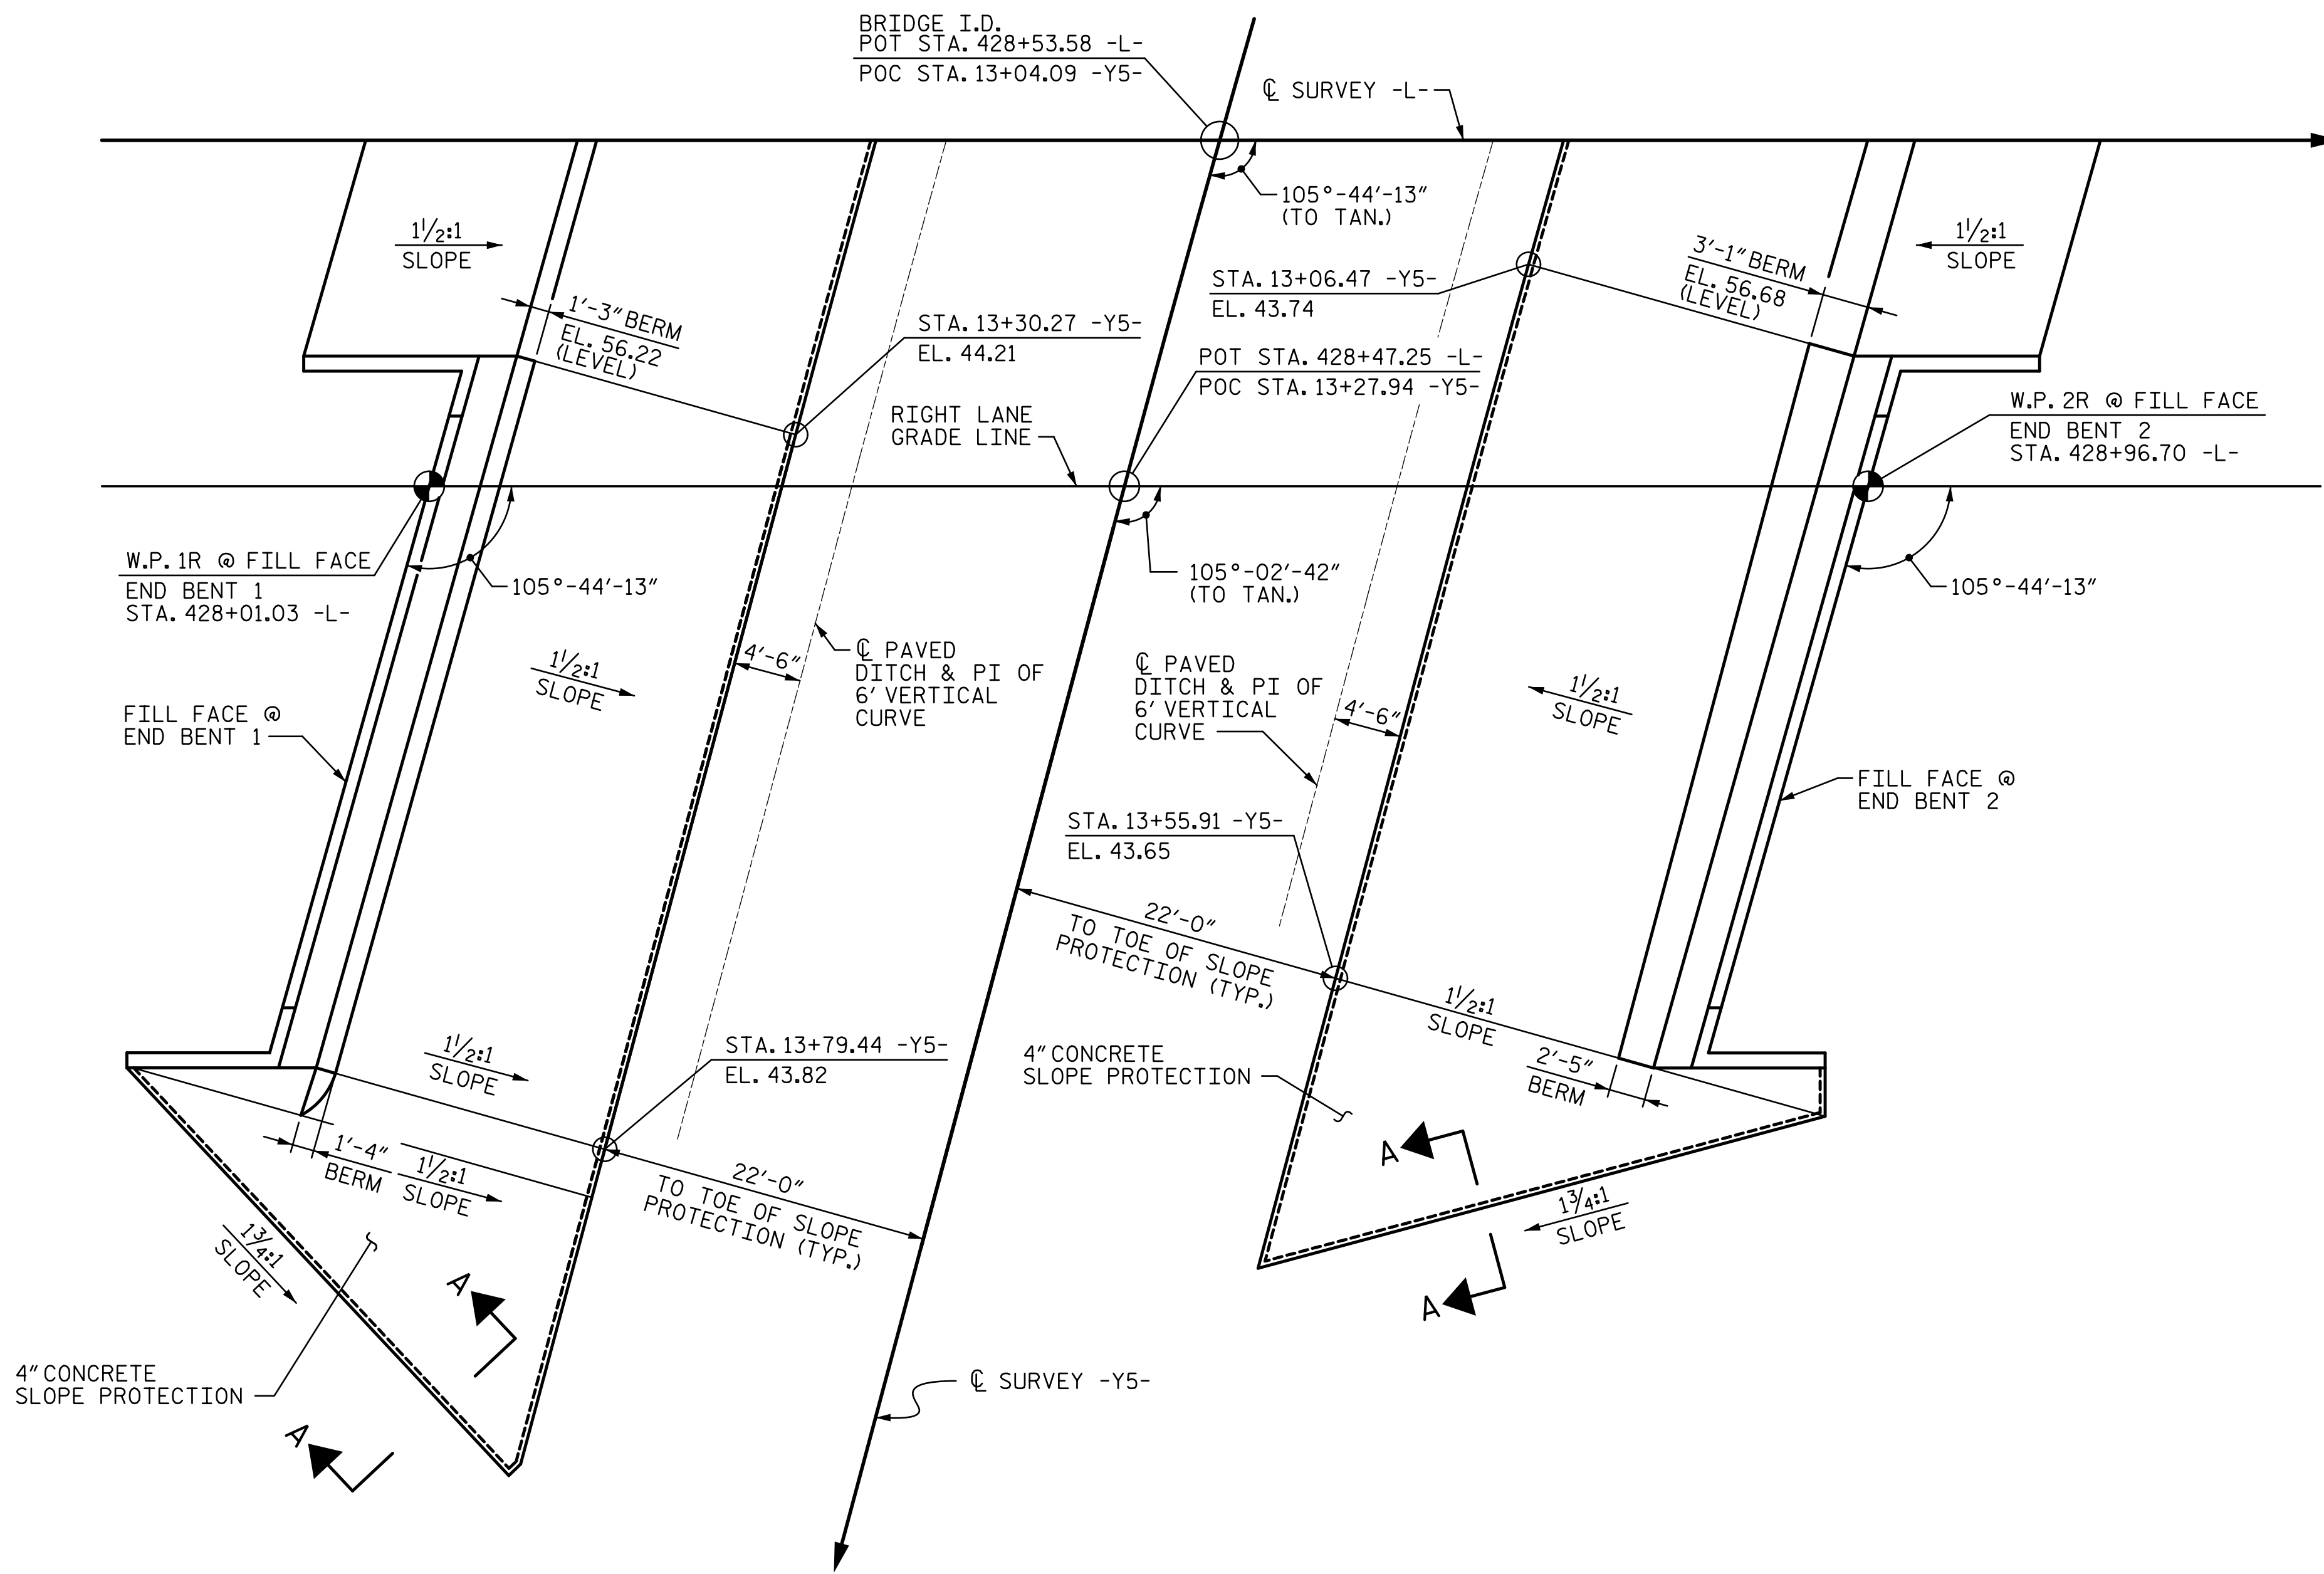 BRIDGE I.D.
POT STA. 428+53.58 -L-
POC STA. 13+04.09 -Y5-
℄ SURVEY -L-
105°-44'-13"
(TO TAN.)
1½:1
SLOPE
1½:1
SLOPE
3'-1" BERM
EL. 56.68
(LEVEL)
STA. 13+06.47 -Y5-
EL. 43.74
1'-3" BERM
EL. 56.22
(LEVEL)
STA. 13+30.27 -Y5-
EL. 44.21
POT STA. 428+47.25 -L-
POC STA. 13+27.94 -Y5-
RIGHT LANE
GRADE LINE
W.P. 2R @ FILL FACE
END BENT 2
STA. 428+96.70 -L-
W.P. 1R @ FILL FACE
END BENT 1
STA. 428+01.03 -L-
105°-44'-13"
105°-02'-42"
(TO TAN.)
105°-44'-13"
1½:1
SLOPE
4'-6"
℄ PAVED
DITCH & PI OF
6' VERTICAL
CURVE
℄ PAVED
DITCH & PI OF
6' VERTICAL
CURVE
4'-6"
1½:1
SLOPE
FILL FACE @
END BENT 1
FILL FACE @
END BENT 2
STA. 13+55.91 -Y5-
EL. 43.65
22'-0"
TO TOE OF SLOPE
PROTECTION (TYP.)
1½:1
SLOPE
1½:1
SLOPE
STA. 13+79.44 -Y5-
EL. 43.82
4" CONCRETE
SLOPE PROTECTION
2'-5"
BERM
1'-4"
BERM
1½:1
SLOPE
22'-0"
TO TOE OF SLOPE
PROTECTION (TYP.)
A
1¾:1
SLOPE
A
1¾:1
SLOPE
A
4" CONCRETE
SLOPE PROTECTION
℄ SURVEY -Y5-
A